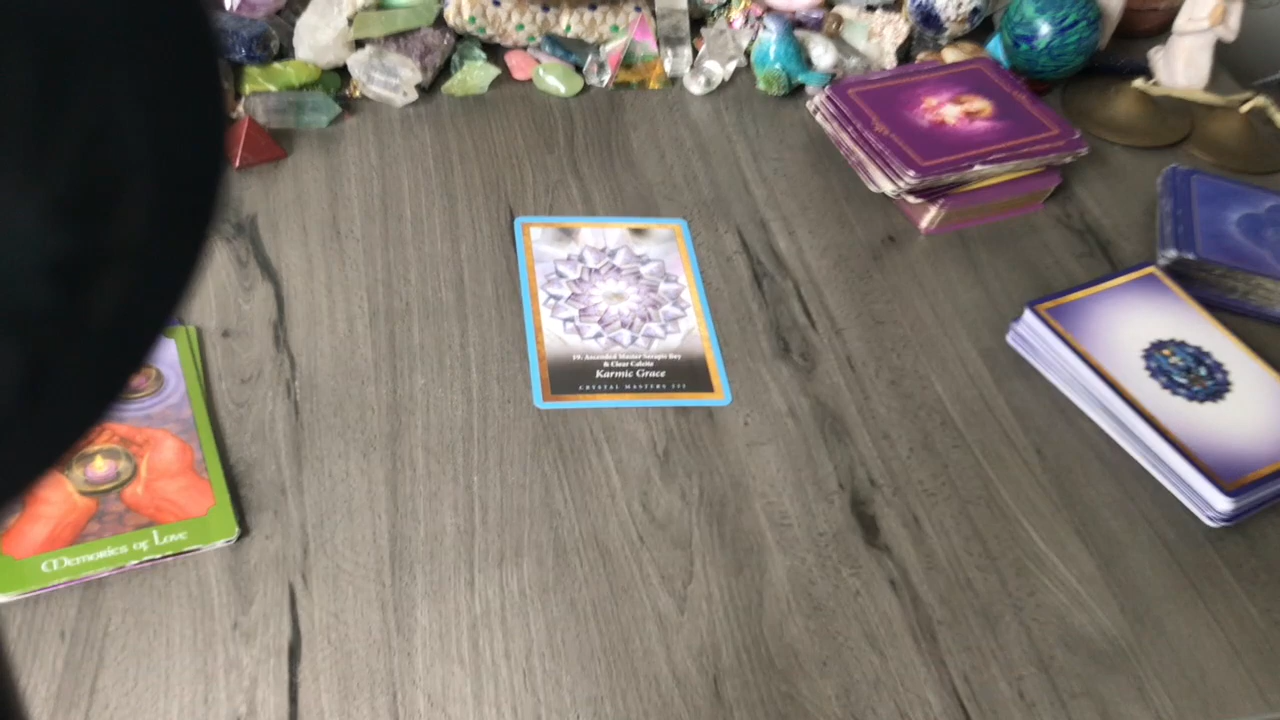 19. Ascended Master Serapis Bey
& Clear Calcite
Karmic Grace
CRYSTAL MASTERS 333
Memories of Love